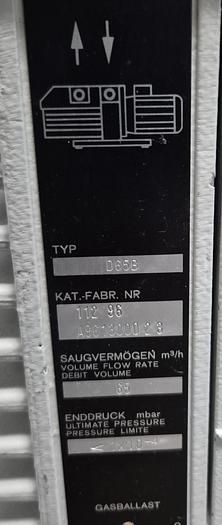 TYP
D65B
KAT.-FABR. NR
112 96
SAUGVERMÖGEN m³/h
VOLUME FLOW RATE
DEBIT VOLUME
65
ENDDRUCK mbar
ULTIMATE PRESSURE
PRESSURE LIMITE
GASBALLAST